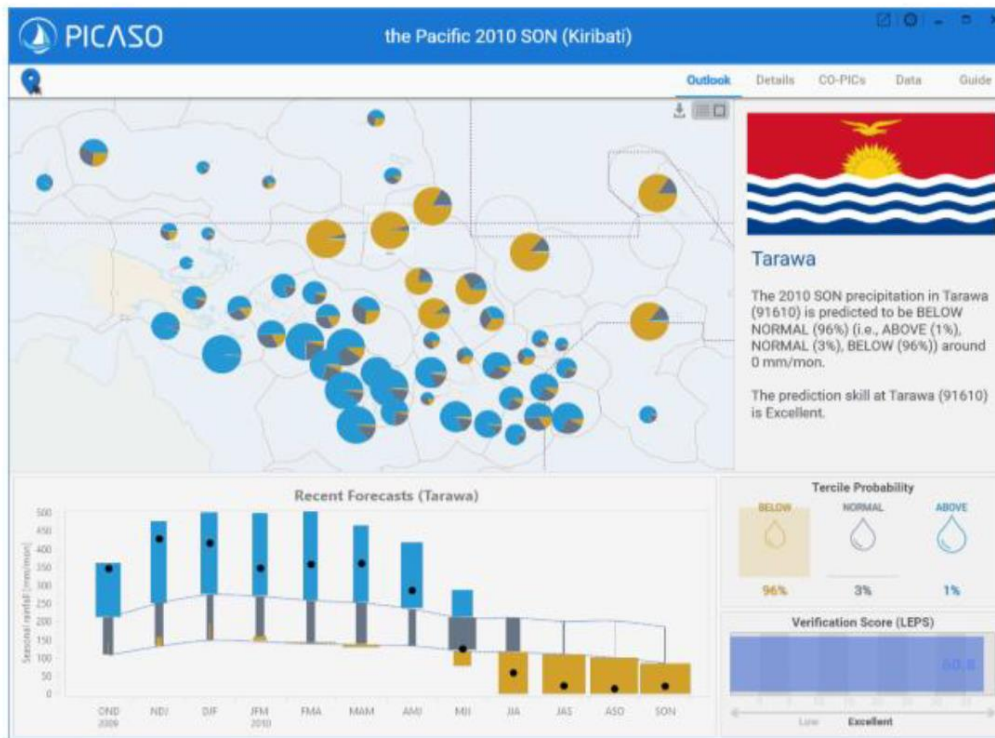 PICASO
the Pacific 2010 SON (Kiribati)
Outlook Details CO-PICs Data Guide
Tarawa
The 2010 SON precipitation in Tarawa
(91610) is predicted to be BELOW
NORMAL (96%) (i.e., ABOVE (1%),
NORMAL (3%), BELOW (96%)) around
0 mm/mon.
The prediction skill at Tarawa (91610)
is Excellent.
Recent Forecasts (Tarawa)
Seasonal rainfall [mm/mon]
500
450
400
350
300
250
200
150
100
50
0
OND NDJ DJF JFM FMA MAM AMJ MJJ JJA JAS ASO SON
2009 2010
Tercile Probability
BELOW NORMAL ABOVE
96% 3% 1%
Verification Score (LEPS)
Low Excellent